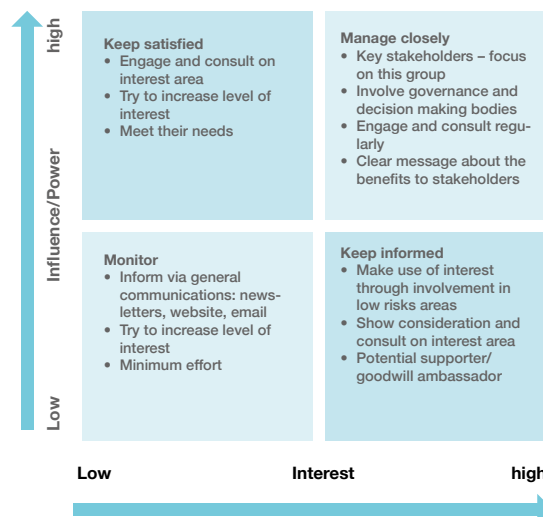 high
Influence/Power
Low
Keep satisfied
• Engage and consult on
interest area
• Try to increase level of
interest
• Meet their needs
Manage closely
• Key stakeholders – focus
on this group
• Involve governance and
decision making bodies
• Engage and consult regu-
larly
• Clear message about the
benefits to stakeholders
Monitor
• Inform via general
communications: news-
letters, website, email
• Try to increase level of
interest
• Minimum effort
Keep informed
• Make use of interest
through involvement in
low risks areas
• Show consideration and
consult on interest area
• Potential supporter/
goodwill ambassador
Low Interest high